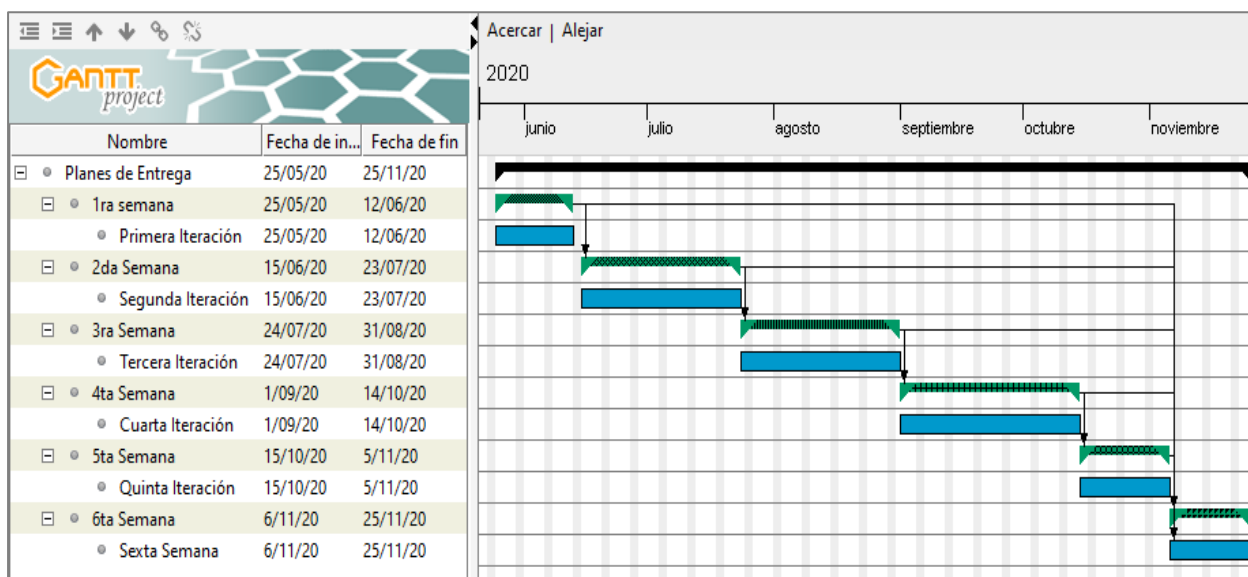 Acercar | Alejar
GANTT
project
2020
junio julio agosto septiembre octubre noviembre
Nombre Fecha de in... Fecha de fin
Planes de Entrega 25/05/20 25/11/20
1ra semana 25/05/20 12/06/20
Primera Iteración 25/05/20 12/06/20
2da Semana 15/06/20 23/07/20
Segunda Iteración 15/06/20 23/07/20
3ra Semana 24/07/20 31/08/20
Tercera Iteración 24/07/20 31/08/20
4ta Semana 1/09/20 14/10/20
Cuarta Iteración 1/09/20 14/10/20
5ta Semana 15/10/20 5/11/20
Quinta Iteración 15/10/20 5/11/20
6ta Semana 6/11/20 25/11/20
Sexta Semana 6/11/20 25/11/20